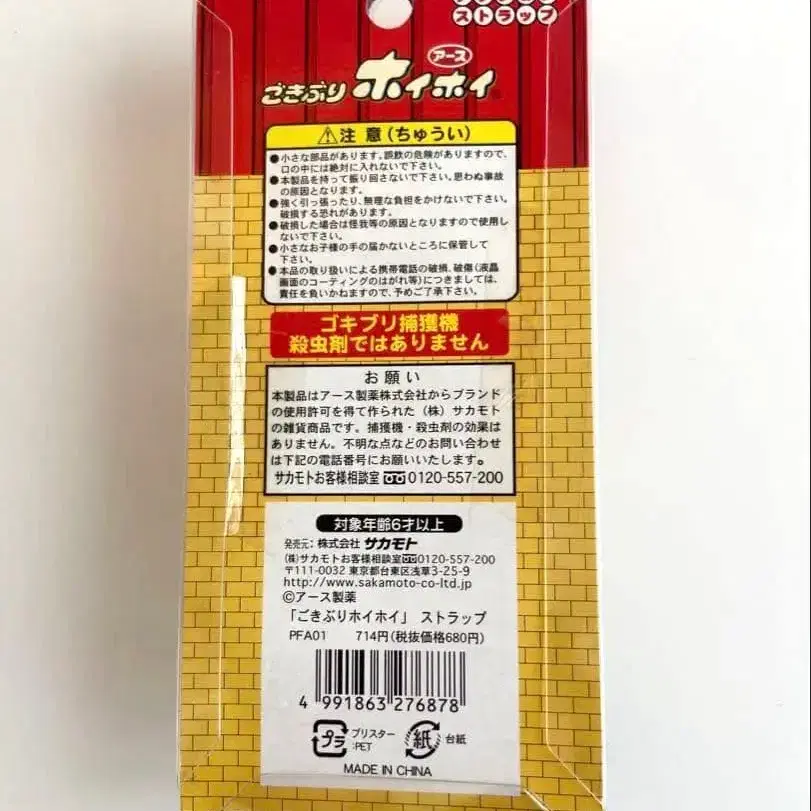 ストラップ
アース
ごきぶりホイホイ
⚠注意(ちゅうい)
●小さな部品があります。誤飲の危険がありますので、
口の中には絶対に入れないで下さい。
●本製品を持って振り回さないで下さい。思わぬ事故
の原因となります。
●強く引っ張ったり、無理な負担をかけないで下さい。
破損する恐れがあります。
●破損した場合は怪我等の原因となりますので使用し
ないで下さい。
●小さなお子様の手の届かないところに保管して
下さい。
●本品の取り扱いによる携帯電話の破損、破傷(液晶
画面のコーティングのはがれ等)につきましては、
責任を負いかねますので、予めご了承下さい。
ゴキブリ捕獲機
殺虫剤ではありません
お願い
本製品はアース製薬株式会社からブランド
の使用許可を得て作られた(株)サカモト
の雑貨商品です。捕獲機・殺虫剤の効果は
ありません。不明な点などのお問い合わせ
は下記の電話番号にお願いいたします。
サカモトお客様相談室 0120-557-200
対象年齢6才以上
発売元:株式会社サカモト
(株)サカモトお客様相談室 0120-557-200
〒111-0032 東京都台東区浅草3-25-9
http://www.sakamoto-co-ltd.jp
©アース製薬
「ごきぶりホイホイ」ストラップ
PFA01 714円(税抜価格680円)
4 991863 276878
プラ ブリスター:PET 紙 台紙
MADE IN CHINA